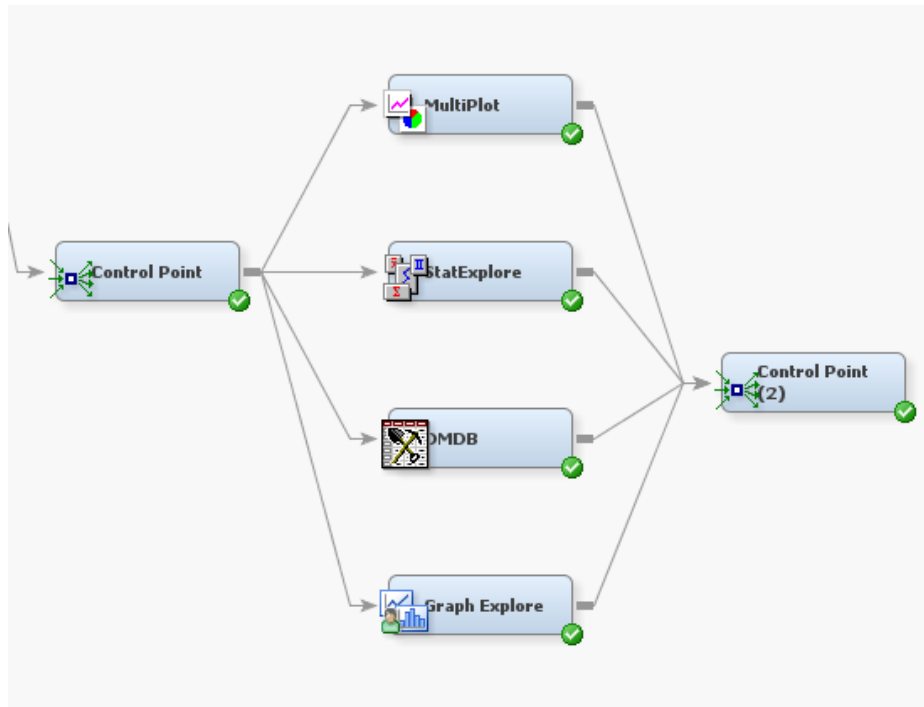 MultiPlot
Control Point
StatExplore
Control Point
(2)
DMDB
Graph Explore